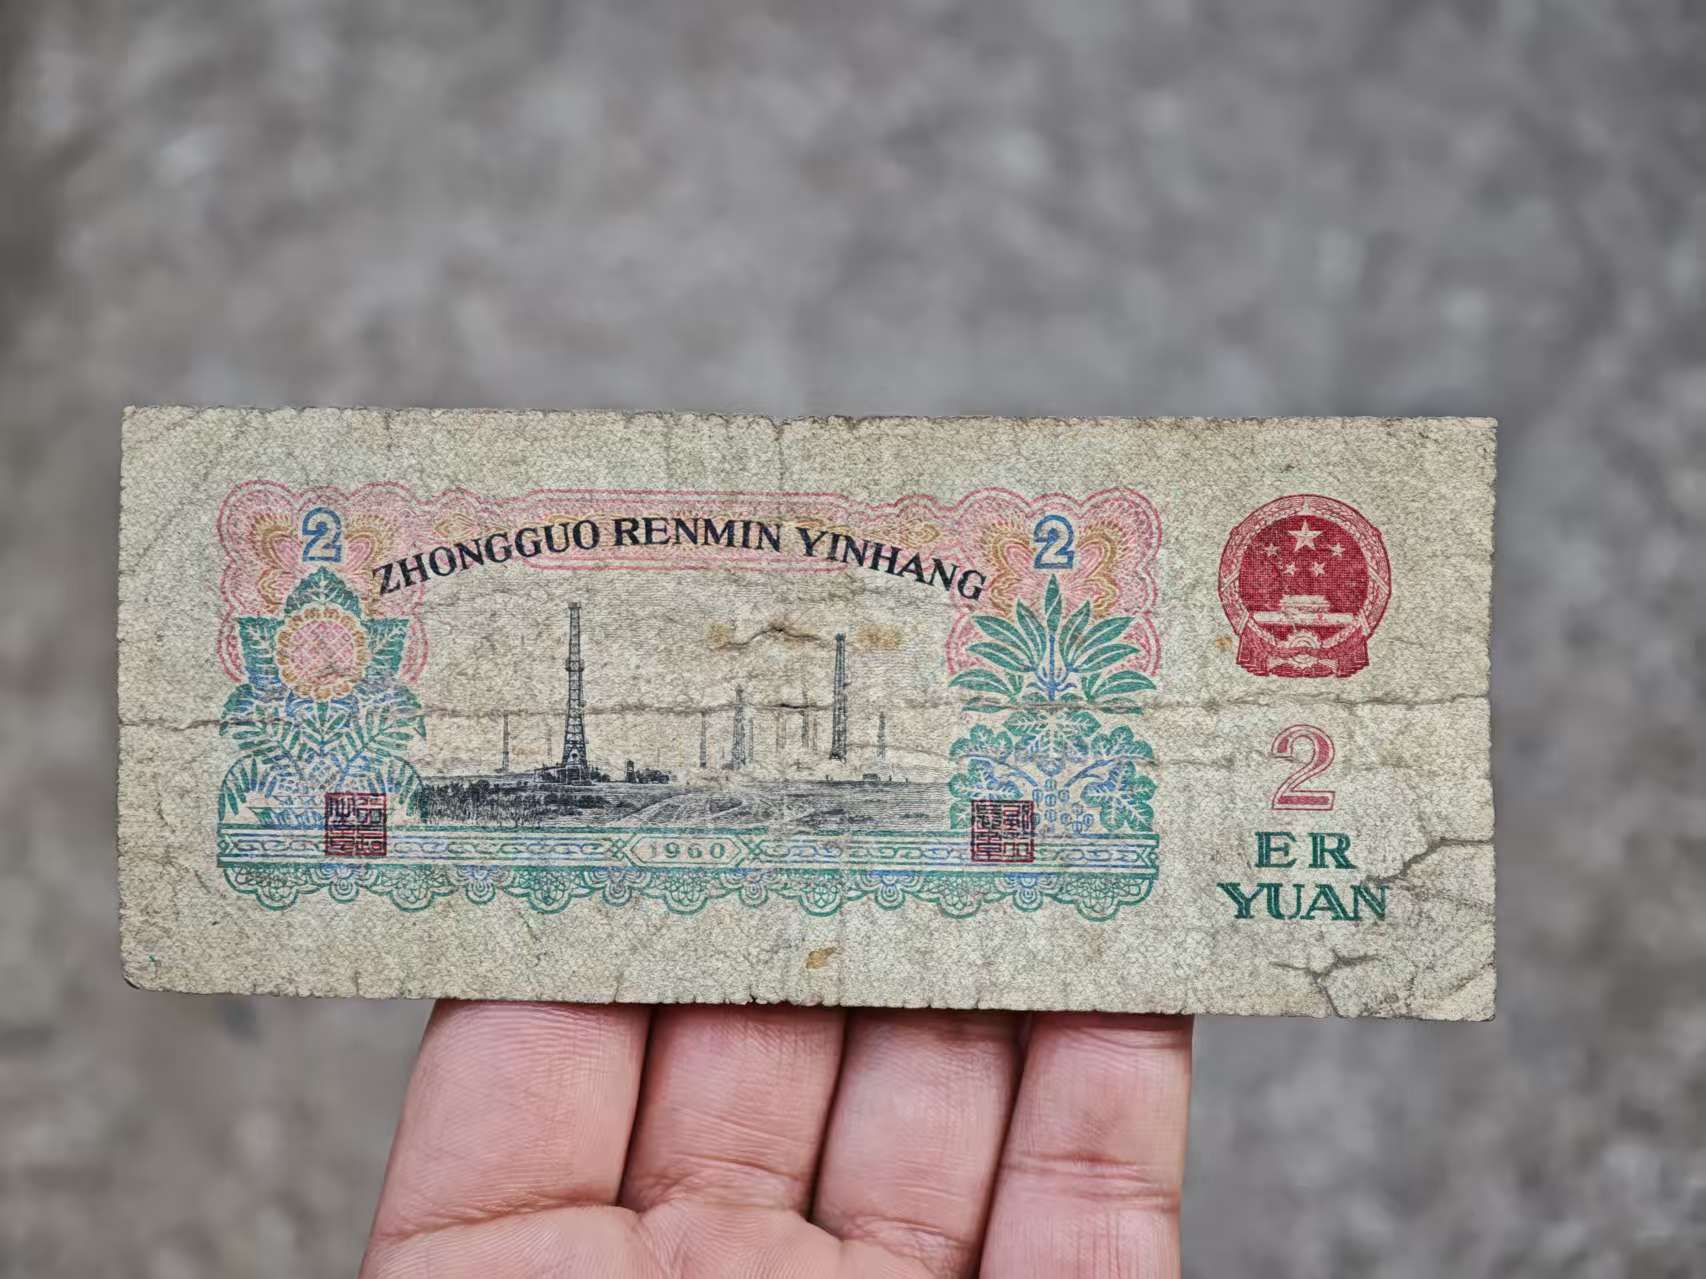 2
2
ZHONGGUO RENMIN YINHANG
2
1960
ER
YUAN